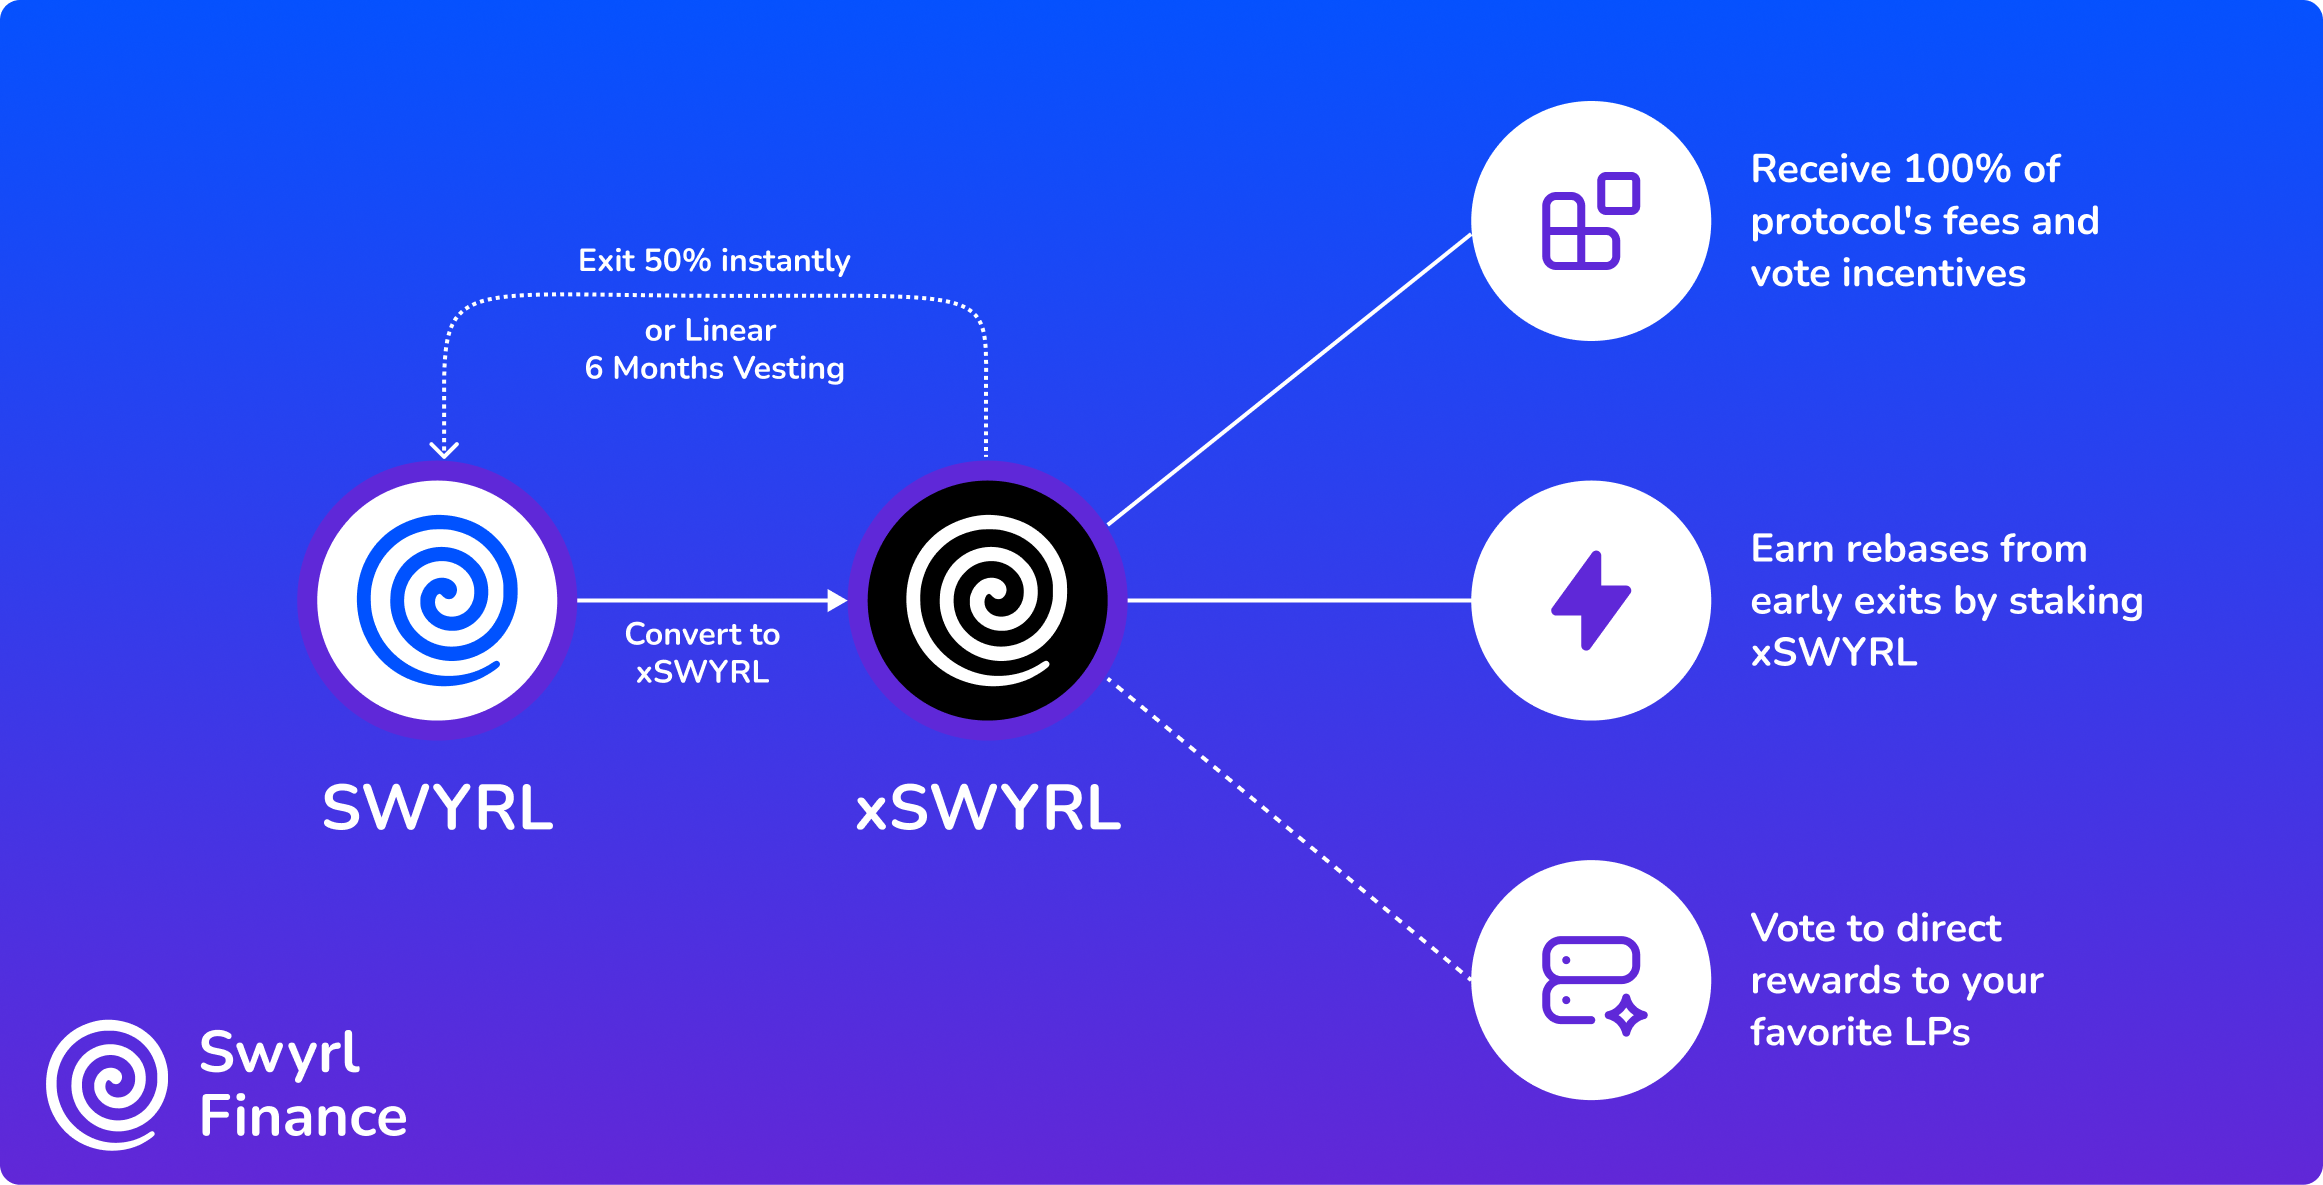 Exit 50% instantly
or Linear
6 Months Vesting
Convert to
xSWYRL
SWYRL
xSWYRL
Receive 100% of
protocol's fees and
vote incentives
Earn rebases from
early exits by staking
xSWYRL
Vote to direct
rewards to your
favorite LPs
Swyrl
Finance